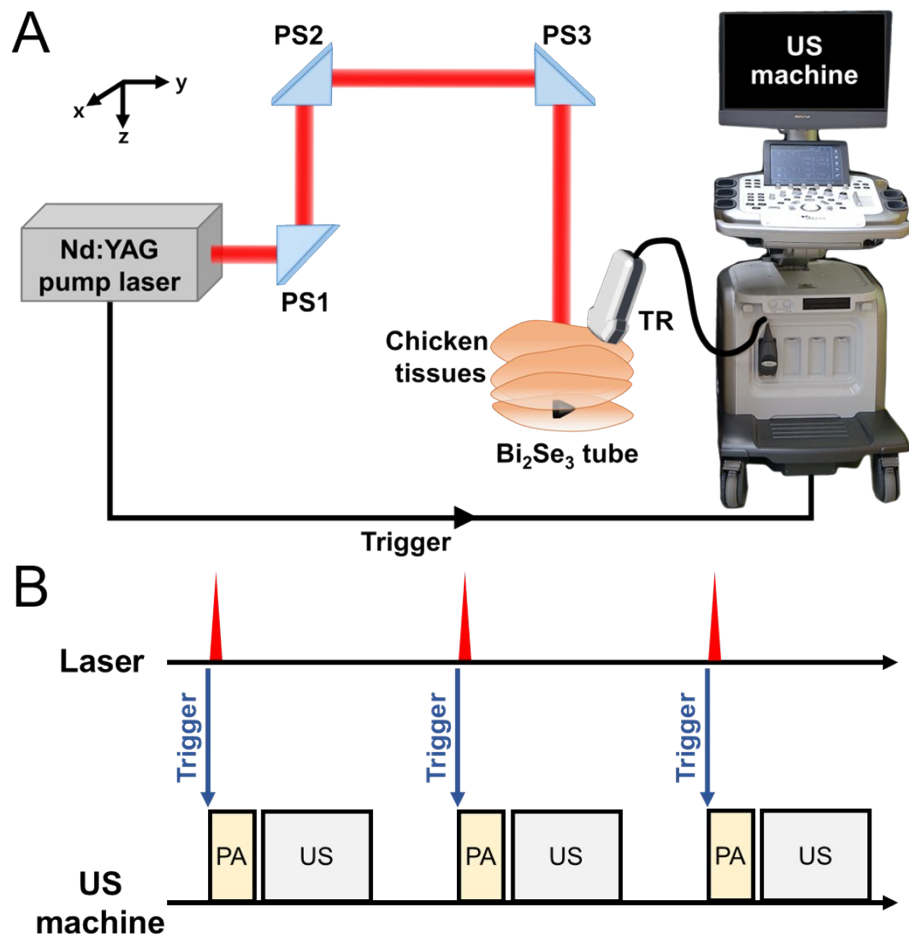 A
PS2
PS3
US
machine
x
y
z
Nd:YAG
pump laser
PS1
TR
Chicken
tissues
Bi₂Se₃ tube
Trigger
B
Laser
Trigger
Trigger
Trigger
PA
US
PA
US
PA
US
US
machine